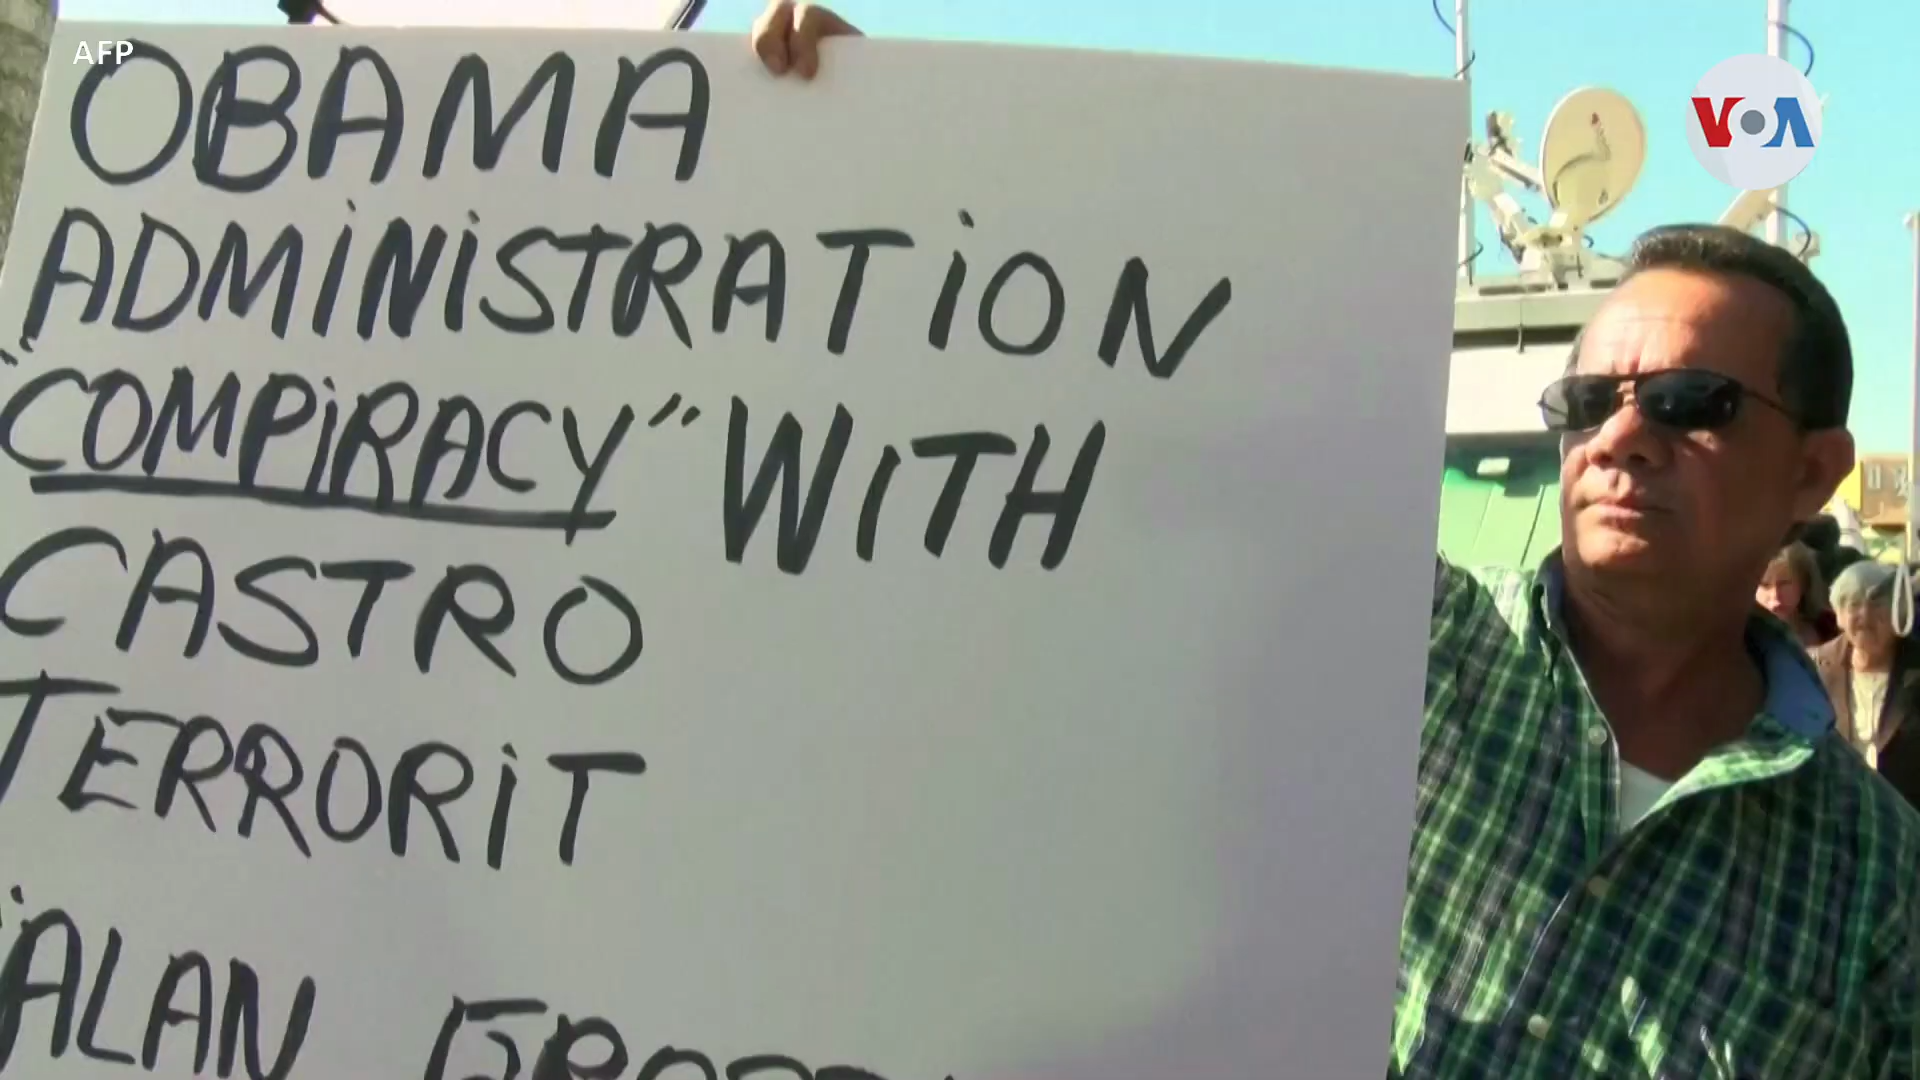 AFP
VOA
OBAMA
ADMiNiSTRATiON
"COMPiRACY" WiTH
CASTRO
TERRORiT
"ALAN